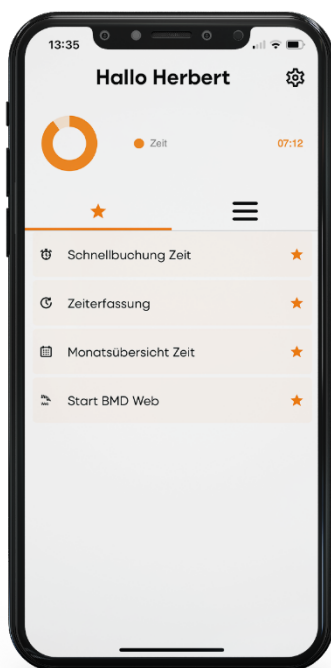 13:35
Hallo Herbert
Zeit
07:12
Schnellbuchung Zeit
Zeiterfassung
Monatsübersicht Zeit
Start BMD Web